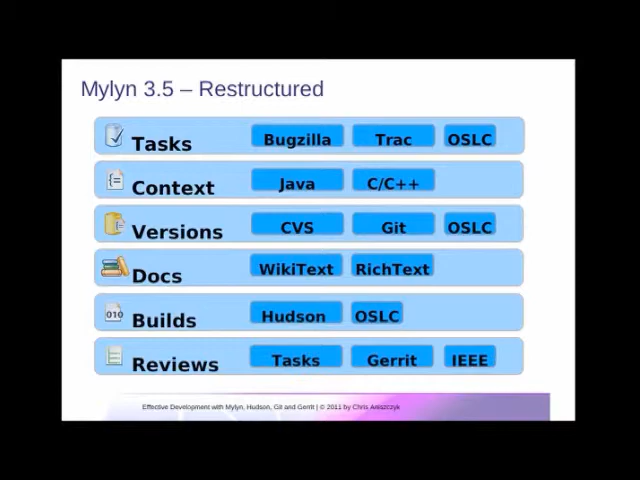 Mylyn 3.5 – Restructured
Tasks Bugzilla Trac OSLC
Context Java C/C++
Versions CVS Git OSLC
Docs WikiText RichText
010 Builds Hudson OSLC
Reviews Tasks Gerrit IEEE
Effective Development with Mylyn, Hudson, Git and Gerrit | © 2011 by Chris Aniszczyk